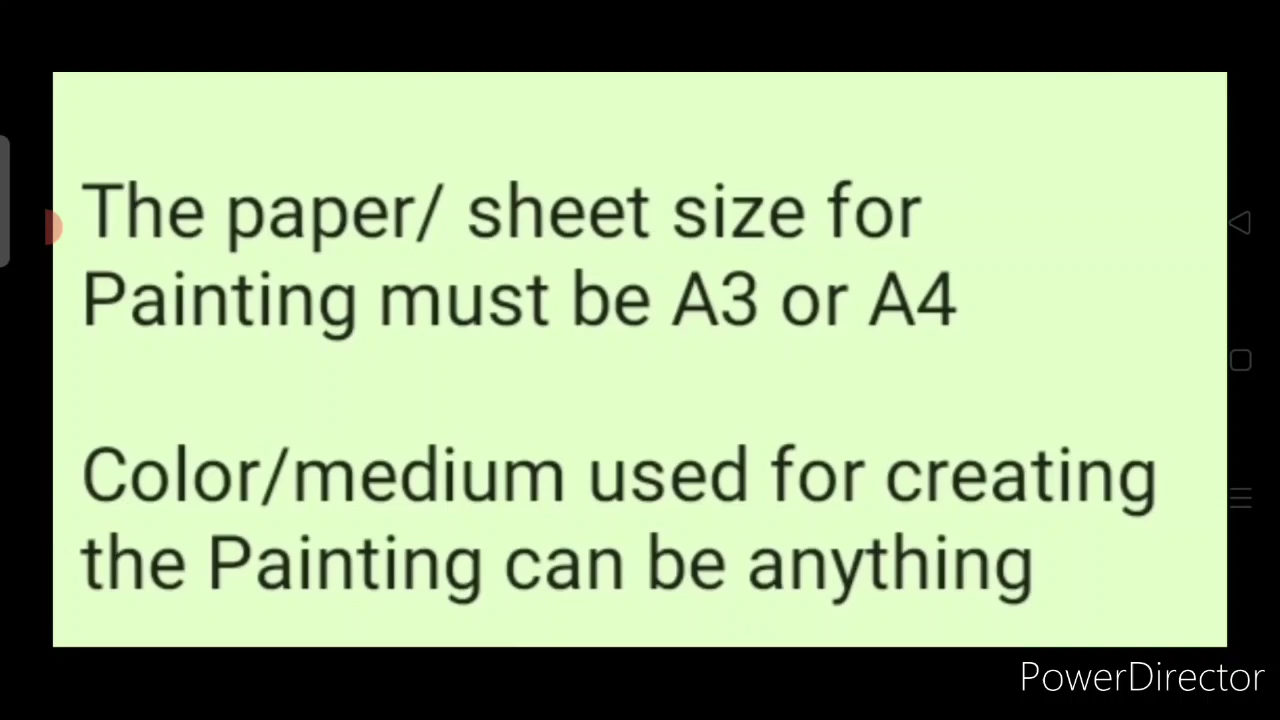 The paper/ sheet size for
Painting must be A3 or A4
Color/medium used for creating
the Painting can be anything
PowerDirector